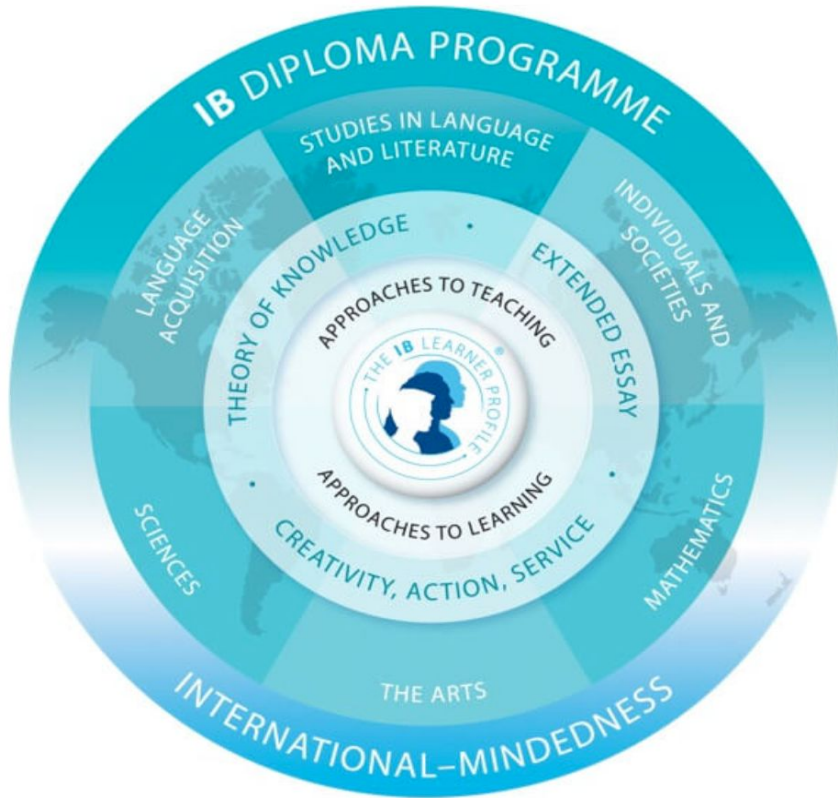 IB DIPLOMA PROGRAMME
STUDIES IN LANGUAGE
AND LITERATURE
LANGUAGE
ACQUISITION
INDIVIDUALS AND
SOCIETIES
THEORY OF KNOWLEDGE
·
EXTENDED ESSAY
·
APPROACHES TO TEACHING
THE IB LEARNER PROFILE
®
APPROACHES TO LEARNING
·
CREATIVITY, ACTION, SERVICE
SCIENCES
MATHEMATICS
THE ARTS
INTERNATIONAL–MINDEDNESS